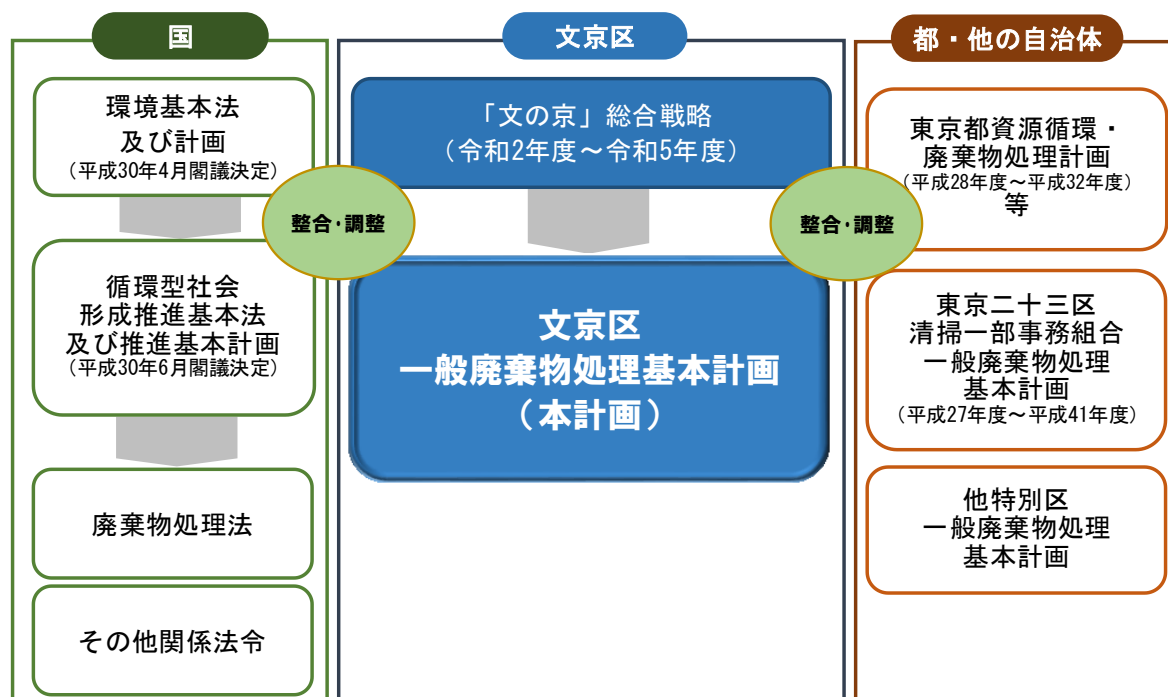 国
環境基本法
及び計画
(平成30年4月閣議決定)
循環型社会
形成推進基本法
及び推進基本計画
(平成30年6月閣議決定)
廃棄物処理法
その他関係法令
整合･調整
文京区
「文の京」総合戦略
（令和2年度～令和5年度）
文京区
一般廃棄物処理基本計画
（本計画）
整合･調整
都・他の自治体
東京都資源循環・
廃棄物処理計画
(平成28年度～平成32年度)
等
東京二十三区
清掃一部事務組合
一般廃棄物処理
基本計画
(平成27年度～平成41年度)
他特別区
一般廃棄物処理
基本計画